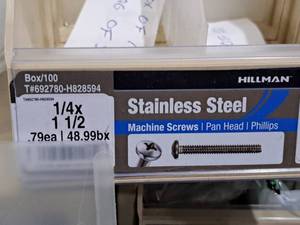 Box/100
T#692780-H828594
HILLMAN
1/4x
1 1/2
.79ea | 48.99bx
Stainless Steel
Machine Screws | Pan Head | Phillips